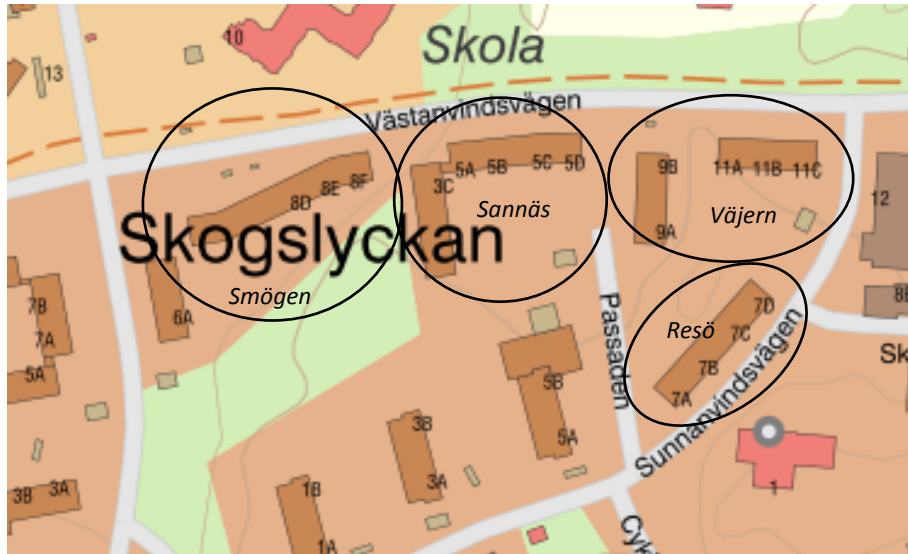 10
Skola
13
Västanvindsvägen
8D 8E 8F
3C
5A 5B 5C 5D
9B
11A 11B 11C
12
Sannäs
Väjern
Skogslyckan
9A
Smögen
7B
7A
6A
5A
Passaden
Resö
7D
7C
7B
7A
Sk
5B
5A
3B
3A
Sunnanvindsvägen
1
3B 3A
1B
1A
Cyk